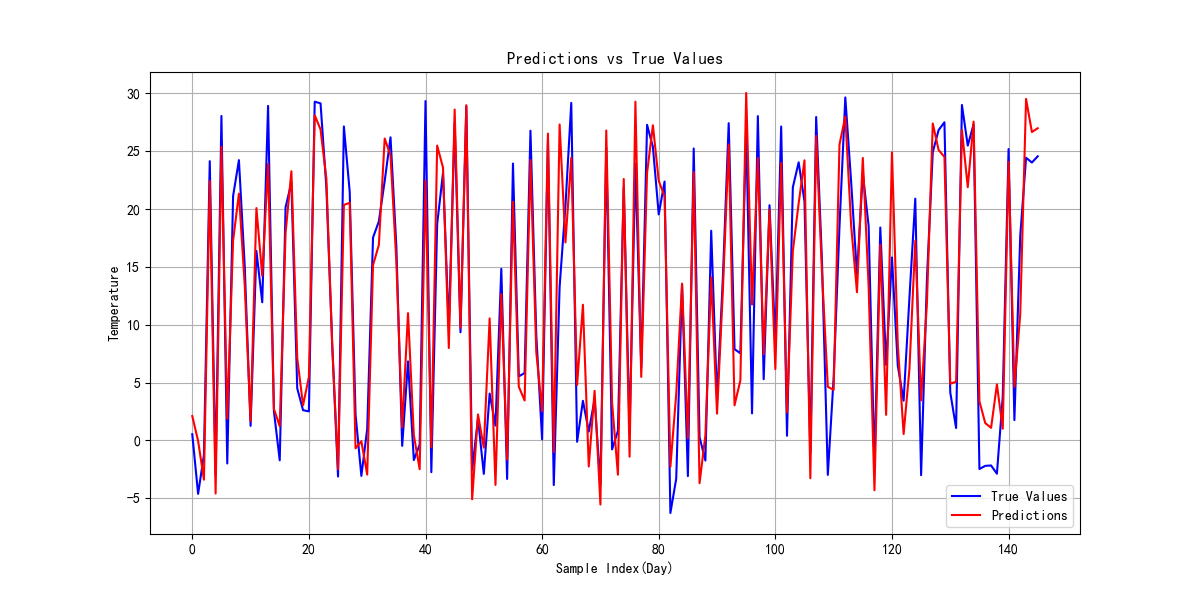 Predictions vs True Values
30
25
20
15
10
5
0
−5
Temperature
0 20 40 60 80 100 120 140
Sample Index(Day)
True Values
Predictions